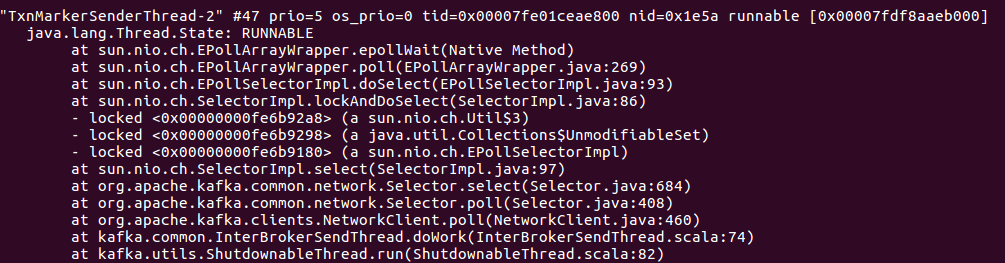 "TxnMarkerSenderThread-2" #47 prio=5 os_prio=0 tid=0x00007fe01ceae800 nid=0x1e5a runnable [0x00007fdf8aaeb000]
java.lang.Thread.State: RUNNABLE
at sun.nio.ch.EPollArrayWrapper.epollWait(Native Method)
at sun.nio.ch.EPollArrayWrapper.poll(EPollArrayWrapper.java:269)
at sun.nio.ch.EPollSelectorImpl.doSelect(EPollSelectorImpl.java:93)
at sun.nio.ch.SelectorImpl.lockAndDoSelect(SelectorImpl.java:86)
- locked <0x00000000fe6b92a8> (a sun.nio.ch.Util$3)
- locked <0x00000000fe6b9298> (a java.util.Collections$UnmodifiableSet)
- locked <0x00000000fe6b9180> (a sun.nio.ch.EPollSelectorImpl)
at sun.nio.ch.SelectorImpl.select(SelectorImpl.java:97)
at org.apache.kafka.common.network.Selector.select(Selector.java:684)
at org.apache.kafka.common.network.Selector.poll(Selector.java:408)
at org.apache.kafka.clients.NetworkClient.poll(NetworkClient.java:460)
at kafka.common.InterBrokerSendThread.doWork(InterBrokerSendThread.scala:74)
at kafka.utils.ShutdownableThread.run(ShutdownableThread.scala:82)